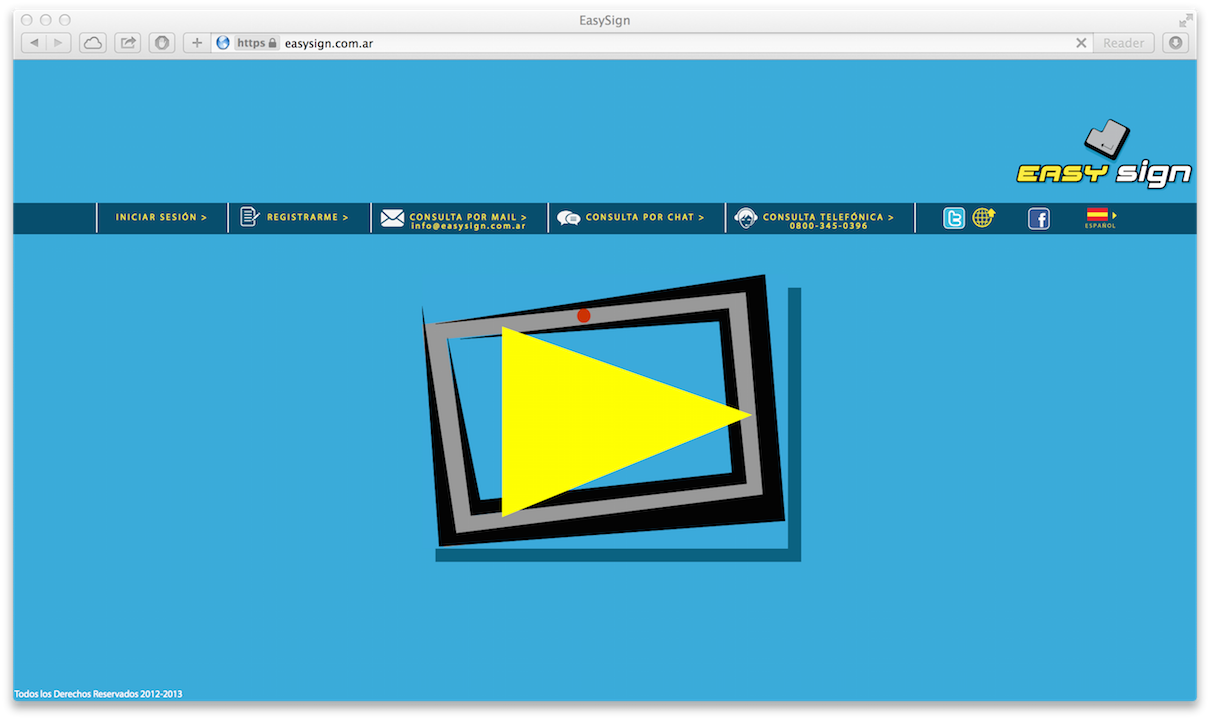 EasySign
https easysign.com.ar
Reader
EASY sign
INICIAR SESIÓN >
REGISTRARME >
CONSULTA POR MAIL >
info@easysign.com.ar
CONSULTA POR CHAT >
CONSULTA TELEFÓNICA >
0800-345-0396
ESPAÑOL
Todos los Derechos Reservados 2012-2013